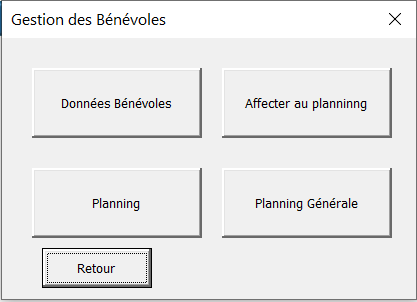 Gestion des Bénévoles
Données Bénévoles
Affecter au planninng
Planning
Planning Générale
Retour